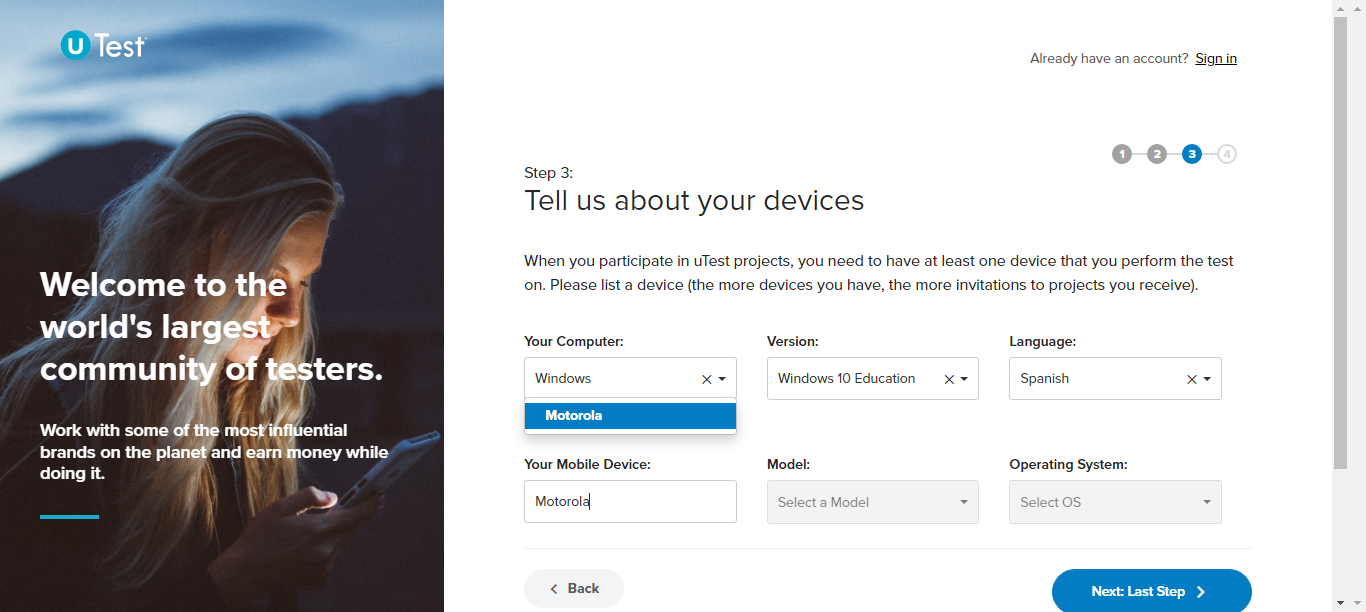 U Test
Already have an account? Sign in
1 2 3 4
Step 3:
Tell us about your devices
Welcome to the
world's largest
community of testers.
Work with some of the most influential
brands on the planet and earn money while
doing it.
When you participate in uTest projects, you need to have at least one device that you perform the test
on. Please list a device (the more devices you have, the more invitations to projects you receive).
Your Computer: Version: Language:
Windows Windows 10 Education Spanish
Motorola
Your Mobile Device: Model: Operating System:
Motorola Select a Model Select OS
Back Next: Last Step